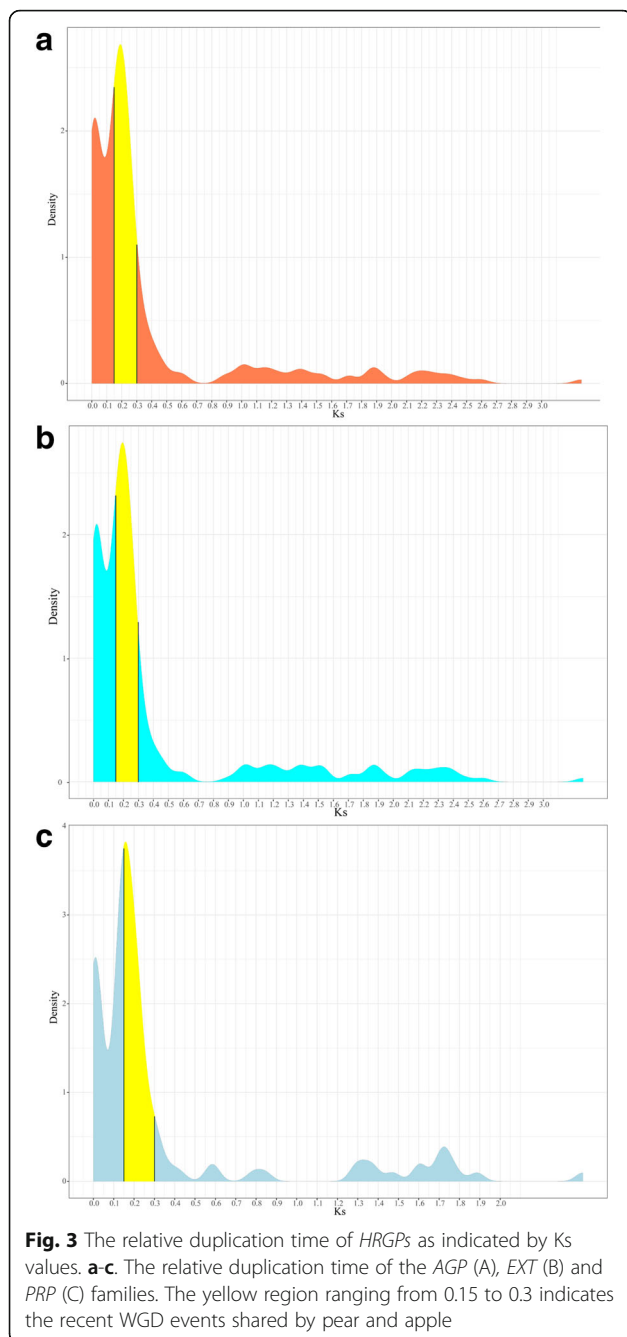 a
2
1
0
Density
0.0 0.1 0.2 0.3 0.4 0.5 0.6 0.7 0.8 0.9 1.0 1.1 1.2 1.3 1.4 1.5 1.6 1.7 1.8 1.9 2.0 2.1 2.2 2.3 2.4 2.5 2.6 2.7 2.8 2.9 3.0
Ks
b
2
1
0
Density
0.0 0.1 0.2 0.3 0.4 0.5 0.6 0.7 0.8 0.9 1.0 1.1 1.2 1.3 1.4 1.5 1.6 1.7 1.8 1.9 2.0 2.1 2.2 2.3 2.4 2.5 2.6 2.7 2.8 2.9 3.0
Ks
c
4
3
2
1
0
Density
0.0 0.1 0.2 0.3 0.4 0.5 0.6 0.7 0.8 0.9 1.0 1.1 1.2 1.3 1.4 1.5 1.6 1.7 1.8 1.9 2.0
Ks
Fig. 3 The relative duplication time of HRGPs as indicated by Ks
values. a-c. The relative duplication time of the AGP (A), EXT (B) and
PRP (C) families. The yellow region ranging from 0.15 to 0.3 indicates
the recent WGD events shared by pear and apple